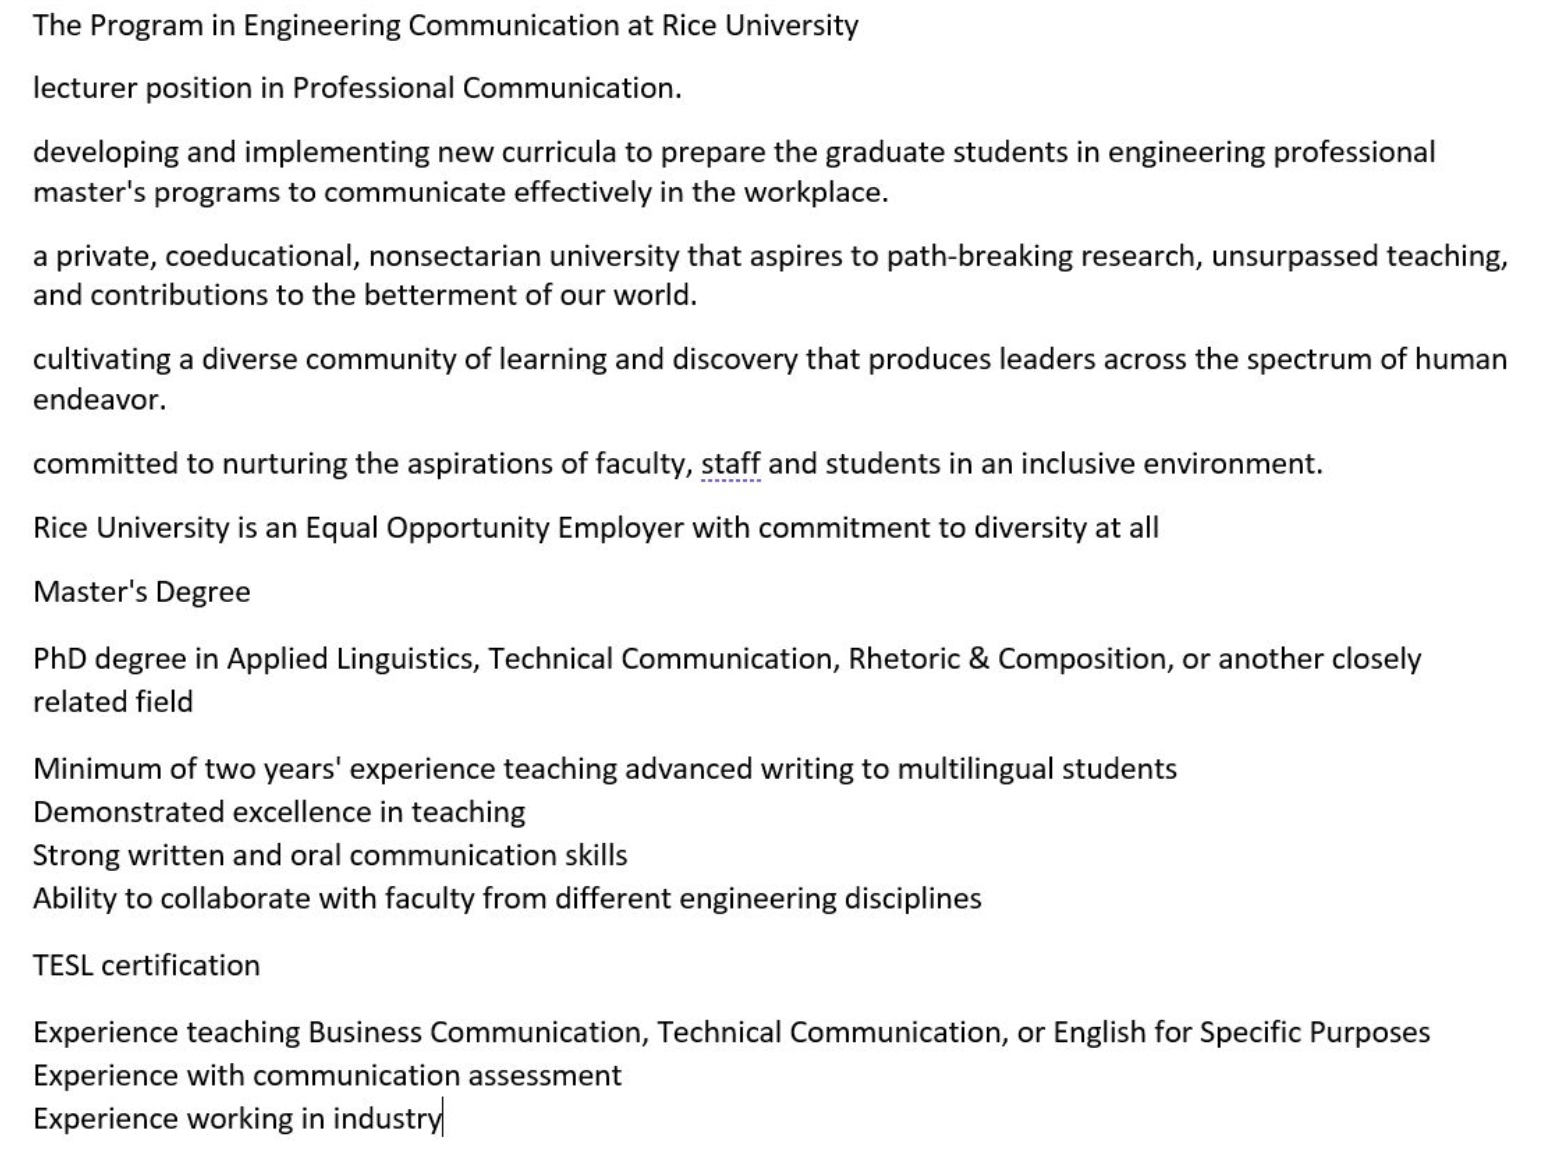 The Program in Engineering Communication at Rice University
lecturer position in Professional Communication.
developing and implementing new curricula to prepare the graduate students in engineering professional
master's programs to communicate effectively in the workplace.
a private, coeducational, nonsectarian university that aspires to path-breaking research, unsurpassed teaching,
and contributions to the betterment of our world.
cultivating a diverse community of learning and discovery that produces leaders across the spectrum of human
endeavor.
committed to nurturing the aspirations of faculty, staff and students in an inclusive environment.
Rice University is an Equal Opportunity Employer with commitment to diversity at all
Master's Degree
PhD degree in Applied Linguistics, Technical Communication, Rhetoric & Composition, or another closely
related field
Minimum of two years' experience teaching advanced writing to multilingual students
Demonstrated excellence in teaching
Strong written and oral communication skills
Ability to collaborate with faculty from different engineering disciplines
TESL certification
Experience teaching Business Communication, Technical Communication, or English for Specific Purposes
Experience with communication assessment
Experience working in industry